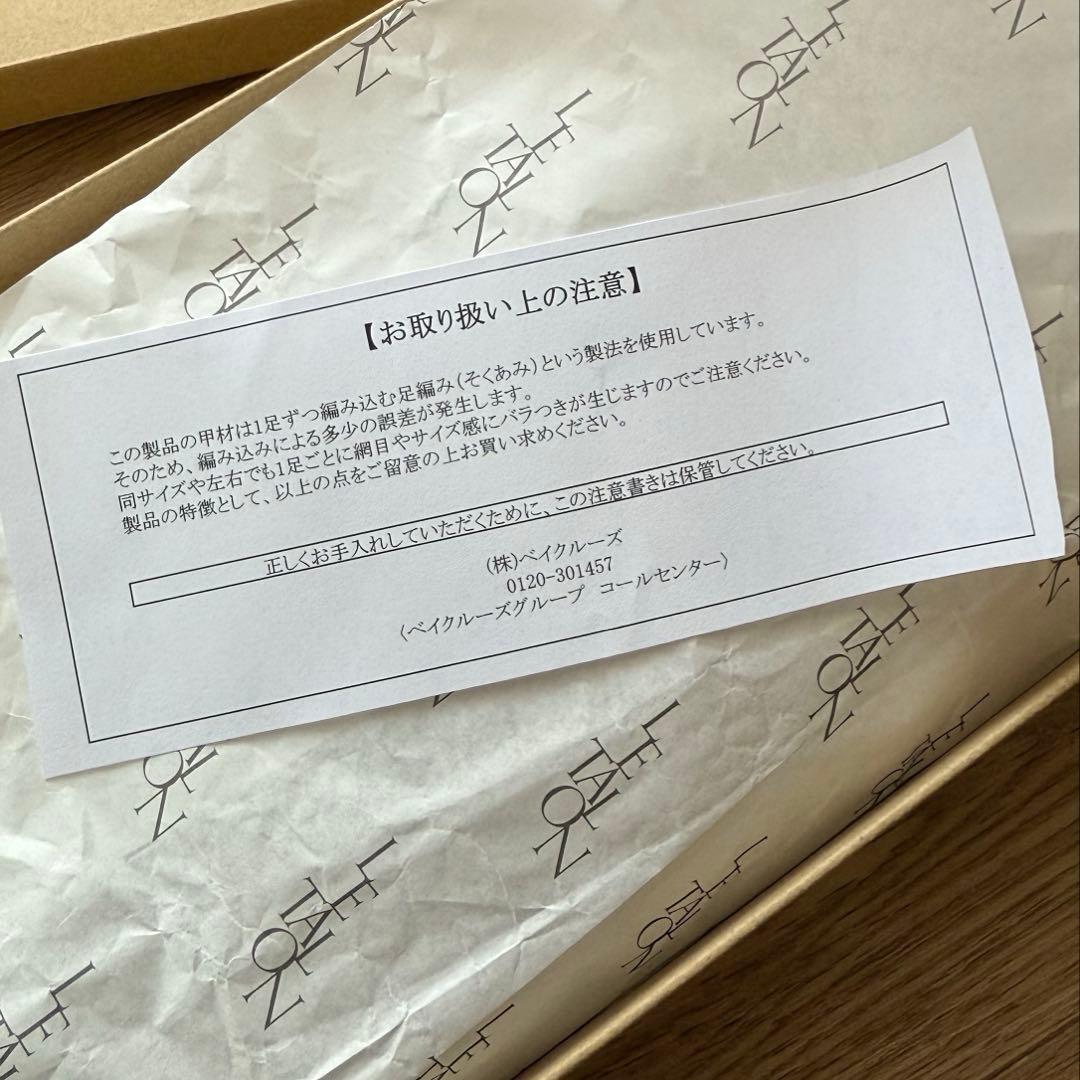 【お取り扱い上の注意】
この製品の甲材は1足ずつ編み込む足編み(そくあみ)という製法を使用しています。
そのため、編み込みによる多少の誤差が発生します。
同サイズや左右でも1足ごとに網目やサイズ感にバラつきが生じますのでご注意ください。
製品の特徴として、以上の点をご留意の上お買い求めください。
正しくお手入れしていただくために、この注意書きは保管してください。
(株)ベイクルーズ
0120-301457
〈ベイクルーズグループ コールセンター〉
LE
TALON
LE
TALON
LE
TALON
LE
TALON
LE
TALON
LE
TALON
LE
TALON